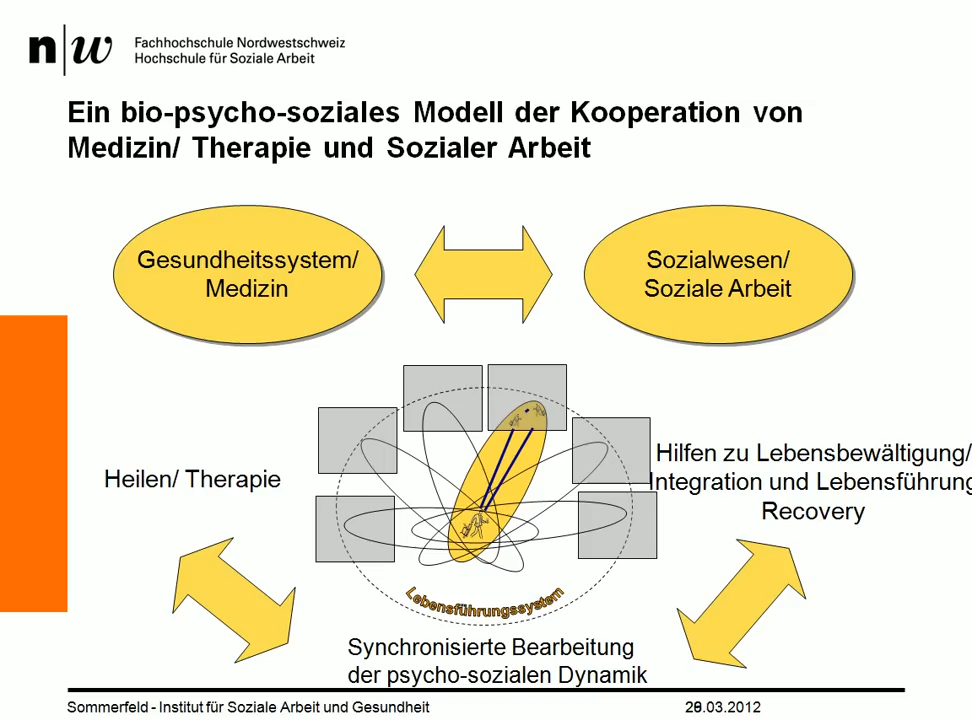 n|w
Fachhochschule Nordwestschweiz
Hochschule für Soziale Arbeit
Ein bio-psycho-soziales Modell der Kooperation von
Medizin/ Therapie und Sozialer Arbeit
Gesundheitssystem/
Medizin
Sozialwesen/
Soziale Arbeit
Heilen/ Therapie
Hilfen zu Lebensbewältigung/
Integration und Lebensführung
Recovery
Lebensführungssystem
Synchronisierte Bearbeitung
der psycho-sozialen Dynamik
Sommerfeld - Institut für Soziale Arbeit und Gesundheit
.03.2012